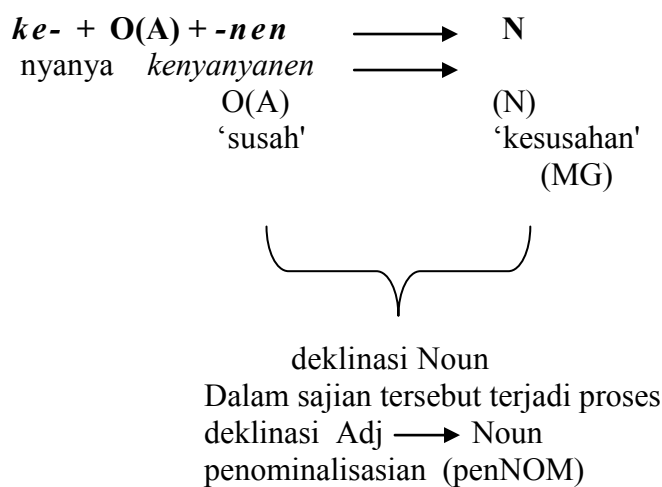 ke- + O(A) + -nen N
nyanya kenyanyanen
O(A) (N)
‘susah' ‘kesusahan'
(MG)
deklinasi Noun
Dalam sajian tersebut terjadi proses
deklinasi Adj Noun
penominalisasian (penNOM)